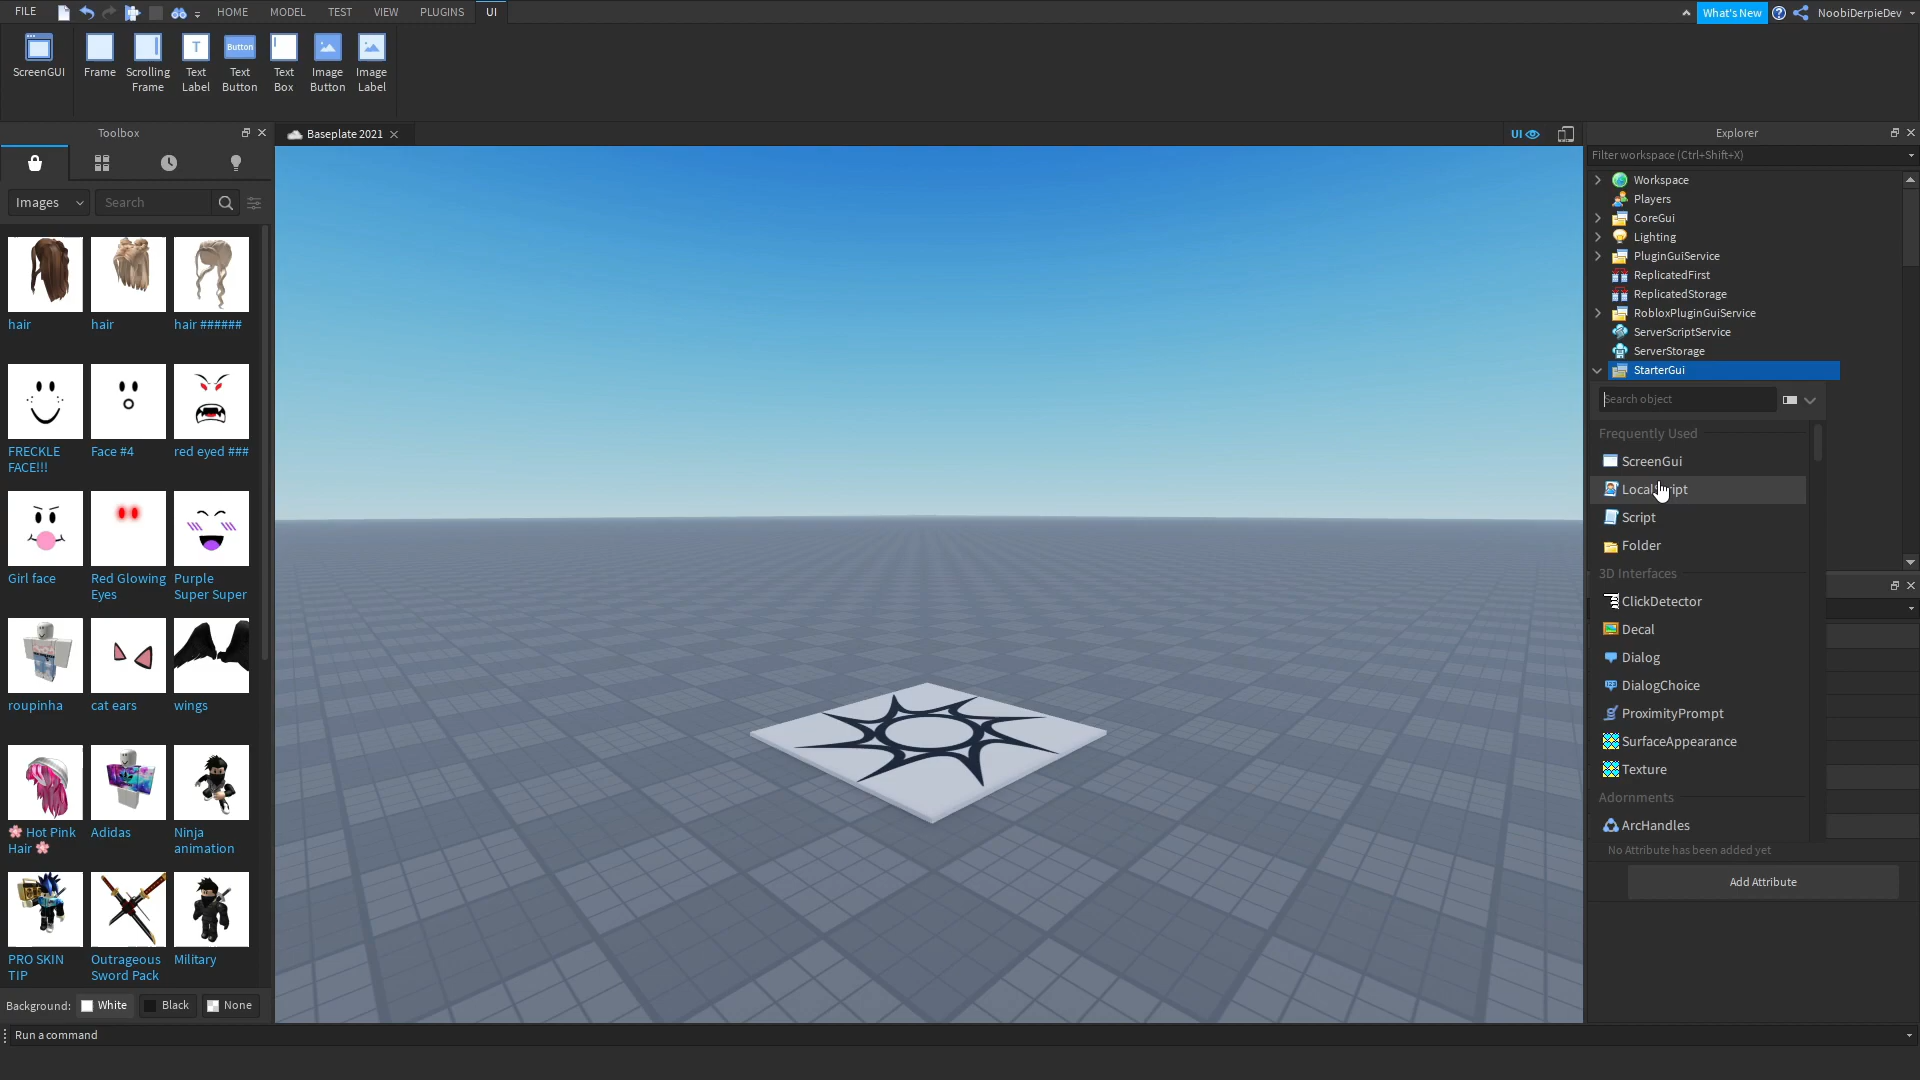 FILE
HOME
MODEL
TEST
VIEW
PLUGINS
UI
What's New
NoobiDerpieDev
ScreenGUI
Frame
Scrolling
Frame
Text
Label
Button
Text
Button
Text
Box
Image
Button
Image
Label
Toolbox
Baseplate 2021
UI
Explorer
Images
Search
hair
hair
hair ######
FRECKLE
FACE!!!
Face #4
red eyed ###
Girl face
Red Glowing
Eyes
Purple
Super Super
roupinha
cat ears
wings
🌸 Hot Pink
Hair 🌸
Adidas
Ninja
animation
PRO SKIN
TIP
Outrageous
Sword Pack
Military
Background:
White
Black
None
Run a command
Filter workspace (Ctrl+Shift+X)
Workspace
Players
CoreGui
Lighting
PluginGuiService
ReplicatedFirst
ReplicatedStorage
RobloxPluginGuiService
ServerScriptService
ServerStorage
StarterGui
Search object
Frequently Used
ScreenGui
LocalScript
Script
Folder
3D Interfaces
ClickDetector
Decal
Dialog
DialogChoice
ProximityPrompt
SurfaceAppearance
Texture
Adornments
ArcHandles
No Attribute has been added yet
Add Attribute